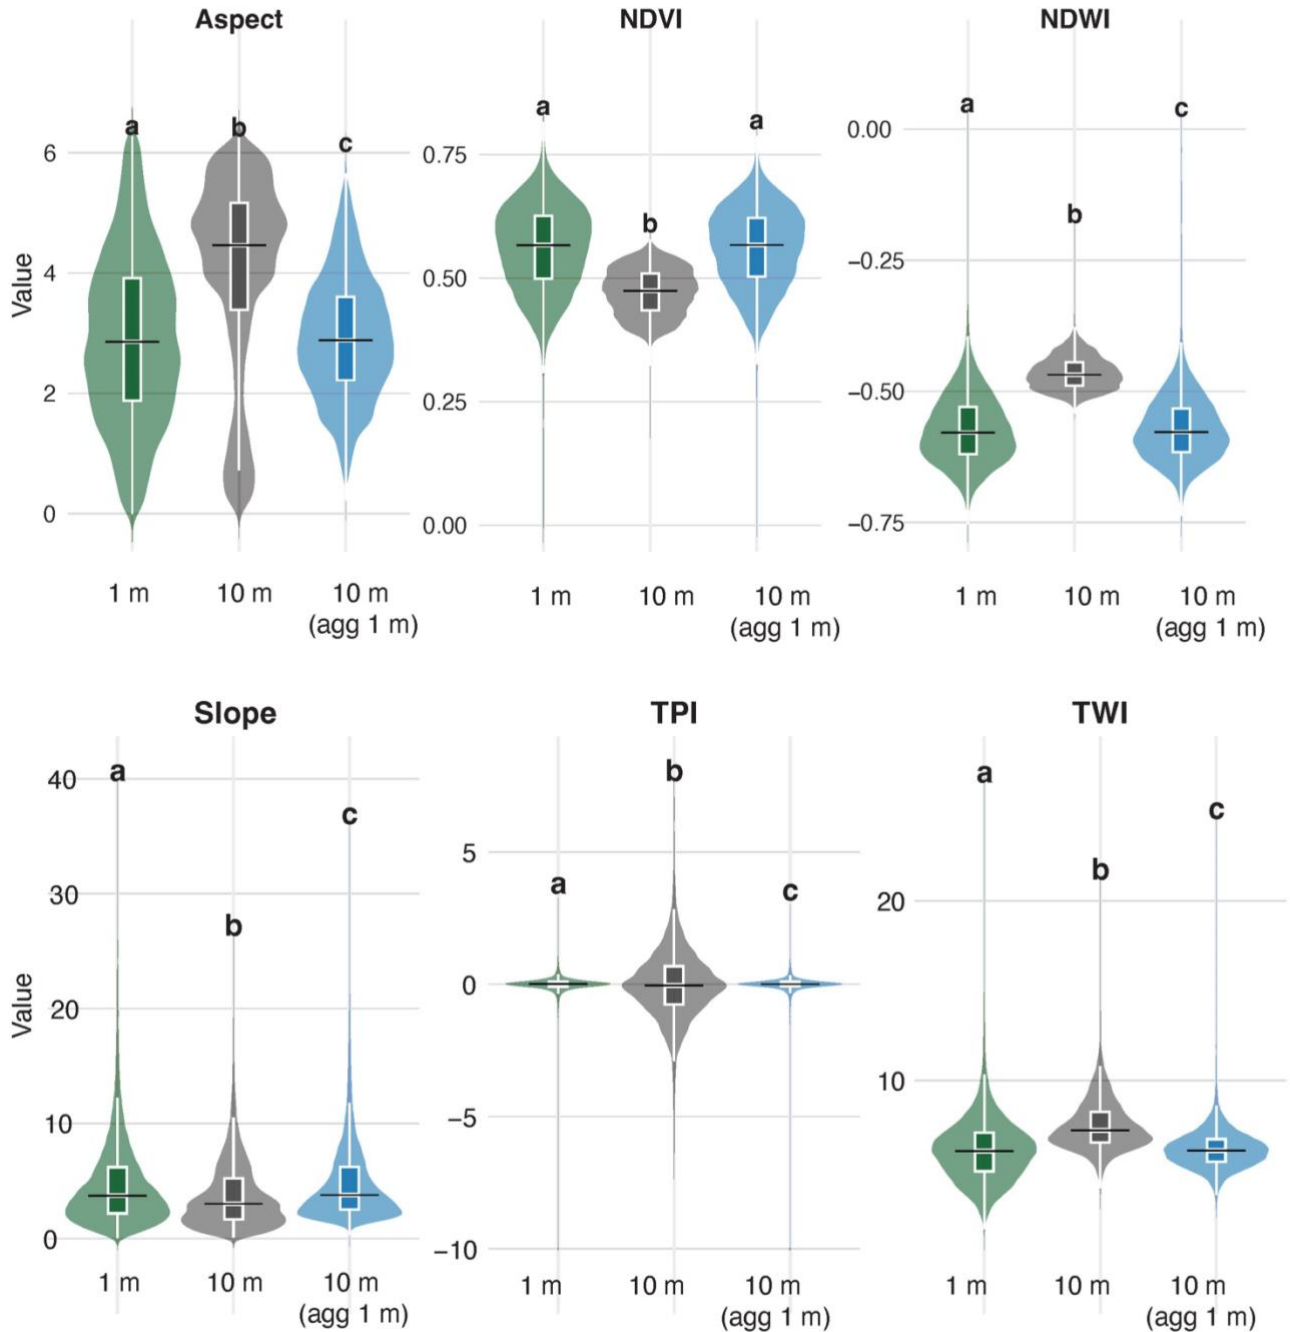 Aspect NDVI NDWI
a b c
a b a
a b c
Value
6
4
2
0
0.75
0.50
0.25
0.00
0.00
−0.25
−0.50
−0.75
1 m 10 m 10 m
(agg 1 m)
1 m 10 m 10 m
(agg 1 m)
1 m 10 m 10 m
(agg 1 m)
Slope TPI TWI
a b c
a b c
a b c
Value
40
30
20
10
0
5
0
−5
−10
20
10
1 m 10 m 10 m
(agg 1 m)
1 m 10 m 10 m
(agg 1 m)
1 m 10 m 10 m
(agg 1 m)